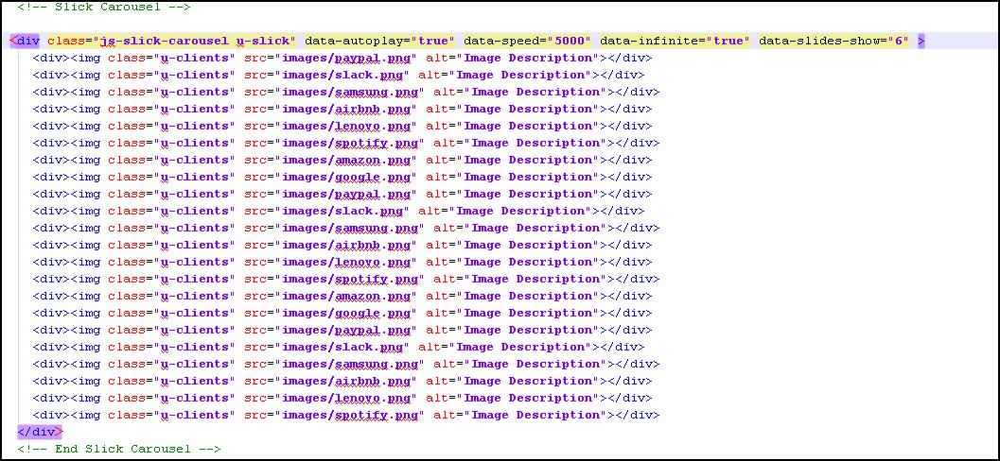 <!-- Slick Carousel -->
<div class="js-slick-carousel u-slick" data-autoplay="true" data-speed="5000" data-infinite="true" data-slides-show="6" >
<div><img class="u-clients" src="images/paypal.png" alt="Image Description"></div>
<div><img class="u-clients" src="images/slack.png" alt="Image Description"></div>
<div><img class="u-clients" src="images/samsung.png" alt="Image Description"></div>
<div><img class="u-clients" src="images/airbnb.png" alt="Image Description"></div>
<div><img class="u-clients" src="images/lenovo.png" alt="Image Description"></div>
<div><img class="u-clients" src="images/spotify.png" alt="Image Description"></div>
<div><img class="u-clients" src="images/amazon.png" alt="Image Description"></div>
<div><img class="u-clients" src="images/google.png" alt="Image Description"></div>
<div><img class="u-clients" src="images/paypal.png" alt="Image Description"></div>
<div><img class="u-clients" src="images/slack.png" alt="Image Description"></div>
<div><img class="u-clients" src="images/samsung.png" alt="Image Description"></div>
<div><img class="u-clients" src="images/airbnb.png" alt="Image Description"></div>
<div><img class="u-clients" src="images/lenovo.png" alt="Image Description"></div>
<div><img class="u-clients" src="images/spotify.png" alt="Image Description"></div>
<div><img class="u-clients" src="images/amazon.png" alt="Image Description"></div>
<div><img class="u-clients" src="images/google.png" alt="Image Description"></div>
<div><img class="u-clients" src="images/paypal.png" alt="Image Description"></div>
<div><img class="u-clients" src="images/slack.png" alt="Image Description"></div>
<div><img class="u-clients" src="images/samsung.png" alt="Image Description"></div>
<div><img class="u-clients" src="images/airbnb.png" alt="Image Description"></div>
<div><img class="u-clients" src="images/lenovo.png" alt="Image Description"></div>
<div><img class="u-clients" src="images/spotify.png" alt="Image Description"></div>
</div>
<!-- End Slick Carousel -->